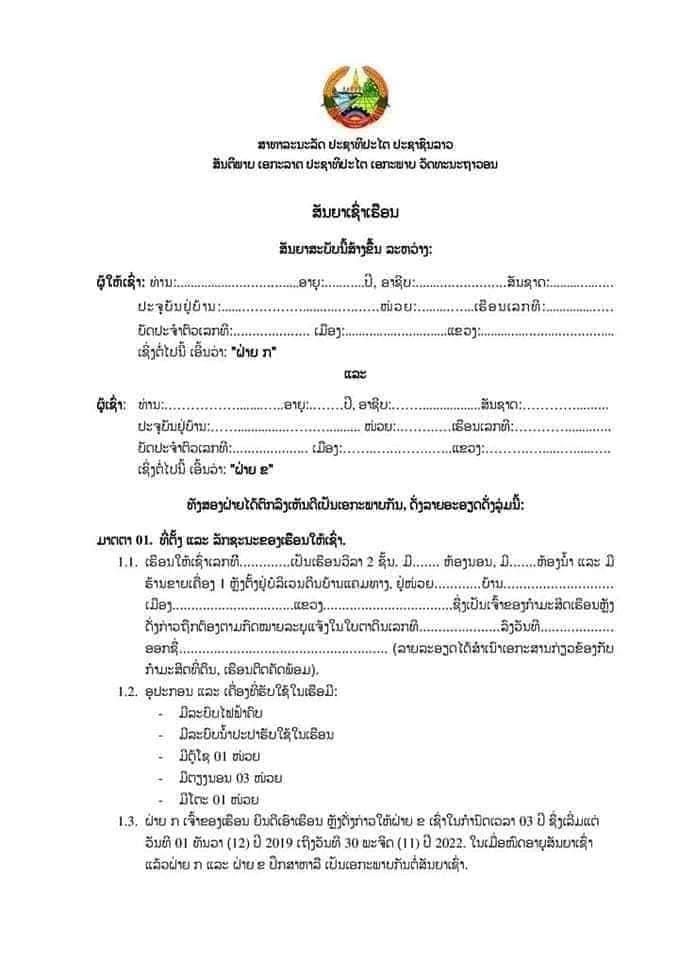 ສາທາລະນະລັດ ປະຊາທິປະໄຕ ປະຊາຊົນລາວ
ສັນຕິພາບ ເອກະລາດ ປະຊາທິປະໄຕ ເອກະພາບ ວັດທະນະຖາວອນ
ສັນຍາເຊົ່າເຮືອນ
ສັນຍາສະບັບນີ້ສ້າງຂຶ້ນ ລະຫວ່າງ:
ຜູ້ໃຫ້ເຊົ່າ: ທ່ານ:..................................ອາຍຸ:..........ປີ, ອາຊີບ:........................ສັນຊາດ:..................
ປະຈຸບັນຢູ່ບ້ານ:..........................................ໜ່ວຍ:...............ເຮືອນເລກທີ:....................
ບັດປະຈຳຕົວເລກທີ:.................... ເມືອງ:...........................ແຂວງ:...................................
ເຊິ່ງຕໍ່ໄປນີ້ ເອີ້ນວ່າ: "ຝ່າຍ ກ"
ແລະ
ຜູ້ເຊົ່າ: ທ່ານ:............................ອາຍຸ:........ປີ, ອາຊີບ:........................ສັນຊາດ:........................
ປະຈຸບັນຢູ່ບ້ານ:.................................... ໜ່ວຍ:..............ເຮືອນເລກທີ:........................
ບັດປະຈຳຕົວເລກທີ:.................... ເມືອງ:............................ແຂວງ:.................................
ເຊິ່ງຕໍ່ໄປນີ້ ເອີ້ນວ່າ: "ຝ່າຍ ຂ"
ທັງສອງຝ່າຍໄດ້ຕົກລົງເຫັນດີເປັນເອກະພາບກັນ, ດັ່ງລາຍອະອຽດດັ່ງລຸ່ມນີ້:
ມາດຕາ 01. ທີ່ຕັ້ງ ແລະ ລັກຊະນະຂອງເຮືອນໃຫ້ເຊົ່າ.
1.1. ເຮືອນໃຫ້ເຊົ່າເລກທີ.............ເປັນເຮືອນວິລາ 2 ຊັ້ນ. ມີ....... ຫ້ອງນອນ, ມີ.......ຫ້ອງນ້ຳ ແລະ ມີ
ຮ້ານຂາຍເຄື່ອງ 1 ຫຼັງຕັ້ງຢູ່ບໍລິເວນດິນບ້ານແຄມທາງ, ຢູ່ໜ່ວຍ............ບ້ານ............................
ເມືອງ................................ແຂວງ..................................ຊຶ່ງເປັນເຈົ້າຂອງກຳມະສິດເຮືອນຫຼັງ
ດັ່ງກ່າວຖືກຕ້ອງຕາມກົດໝາຍລະບຸແຈ້ງໃນໃບຕາດິນເລກທີ.....................ລົງວັນທີ...................
ອອກຊື່....................................................... (ລາຍລະອຽດໄດ້ສຳເນົາເອກະສານກ່ຽວຂ້ອງກັບ
ກຳມະສິດທີ່ດິນ, ເຮືອນຕິດຄັດພ້ອມ).
1.2. ອຸປະກອນ ແລະ ເຄື່ອງທີ່ຮັບໃຊ້ໃນເຮືອມີ:
- ມີລະບົບໄຟຟ້າຄົບ
- ມີລະບົບນ້ຳປະປາຮັບໃຊ້ໃນເຮືອນ
- ມີຕູ້ໂຊ 01 ໜ່ວຍ
- ມີຕຽງນອນ 03 ໜ່ວຍ
- ມີໂຕະ 01 ໜ່ວຍ
1.3. ຝ່າຍ ກ ເຈົ້າຂອງເຮືອນ ຍິນດີເອົາເຮືອນ ຫຼັງດັ່ງກ່າວໃຫ້ຝ່າຍ ຂ ເຊົ່າໃນກຳນົດເວລາ 03 ປີ ຊຶ່ງເລີ່ມແຕ່
ວັນທີ 01 ທັນວາ (12) ປີ 2019 ເຖິງວັນທີ 30 ພະຈິດ (11) ປີ 2022. ໃນເມື່ອໝົດອາຍຸສັນຍາເຊົ່າ
ແລ້ວຝ່າຍ ກ ແລະ ຝ່າຍ ຂ ປຶກສາຫາລື ເປັນເອກະພາບກັນຕໍ່ສັນຍາເຊົ່າ.